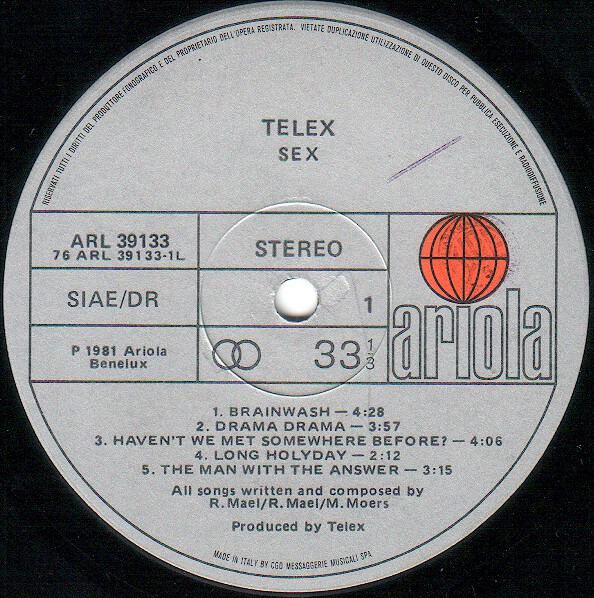 RISERVATI TUTTI I DIRITTI DEL PRODUTTORE FONOGRAFICO E DEL PROPRIETARIO DELL'OPERA REGISTRATA. VIETATE DUPLICAZIONE UTILIZZAZIONE DI QUESTO DISCO PER PUBBLICA ESECUZIONE E RADIODIFFUSIONE
TELEX
SEX
ARL 39133
76 ARL 39133-1L
STEREO
SIAE/DR
1
P 1981 Ariola
Benelux
33 1/3
ariola
1. BRAINWASH — 4:28
2. DRAMA DRAMA — 3:57
3. HAVEN'T WE MET SOMEWHERE BEFORE? — 4:06
4. LONG HOLYDAY — 2:12
5. THE MAN WITH THE ANSWER — 3:15
All songs written and composed by
R. Mael/R. Mael/M. Moers
Produced by Telex
MADE IN ITALY BY CGD MESSAGGERIE MUSICALI SPA